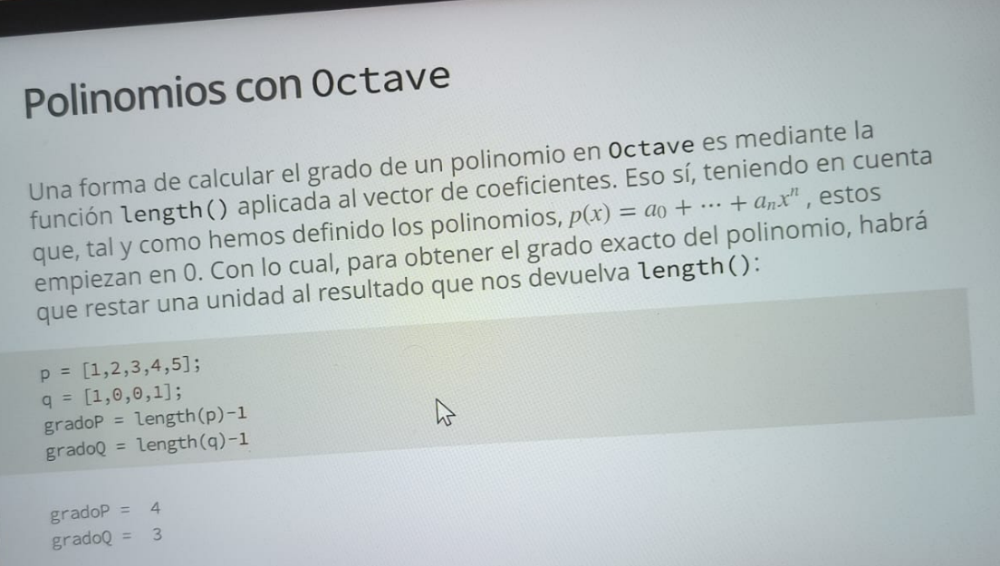 Polinomios con Octave
Una forma de calcular el grado de un polinomio en Octave es mediante la
función length() aplicada al vector de coeficientes. Eso sí, teniendo en cuenta
que, tal y como hemos definido los polinomios, p(x) = a₀ + ⋯ + aₙxⁿ , estos
empiezan en 0. Con lo cual, para obtener el grado exacto del polinomio, habrá
que restar una unidad al resultado que nos devuelva length():
p = [1,2,3,4,5];
q = [1,0,0,1];
gradoP = length(p)-1
gradoQ = length(q)-1
gradoP = 4
gradoQ = 3